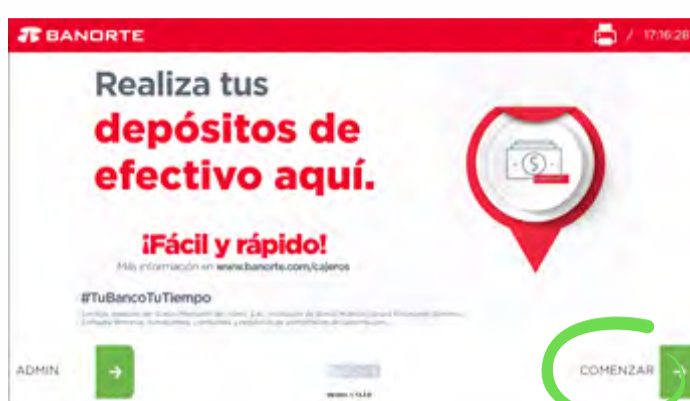 BANORTE
/ 17:16:28
Realiza tus
depósitos de
efectivo aquí.
$
¡Fácil y rápido!
Más información en www.banorte.com/cajeros
#TuBancoTuTiempo
ADMIN
COMENZAR